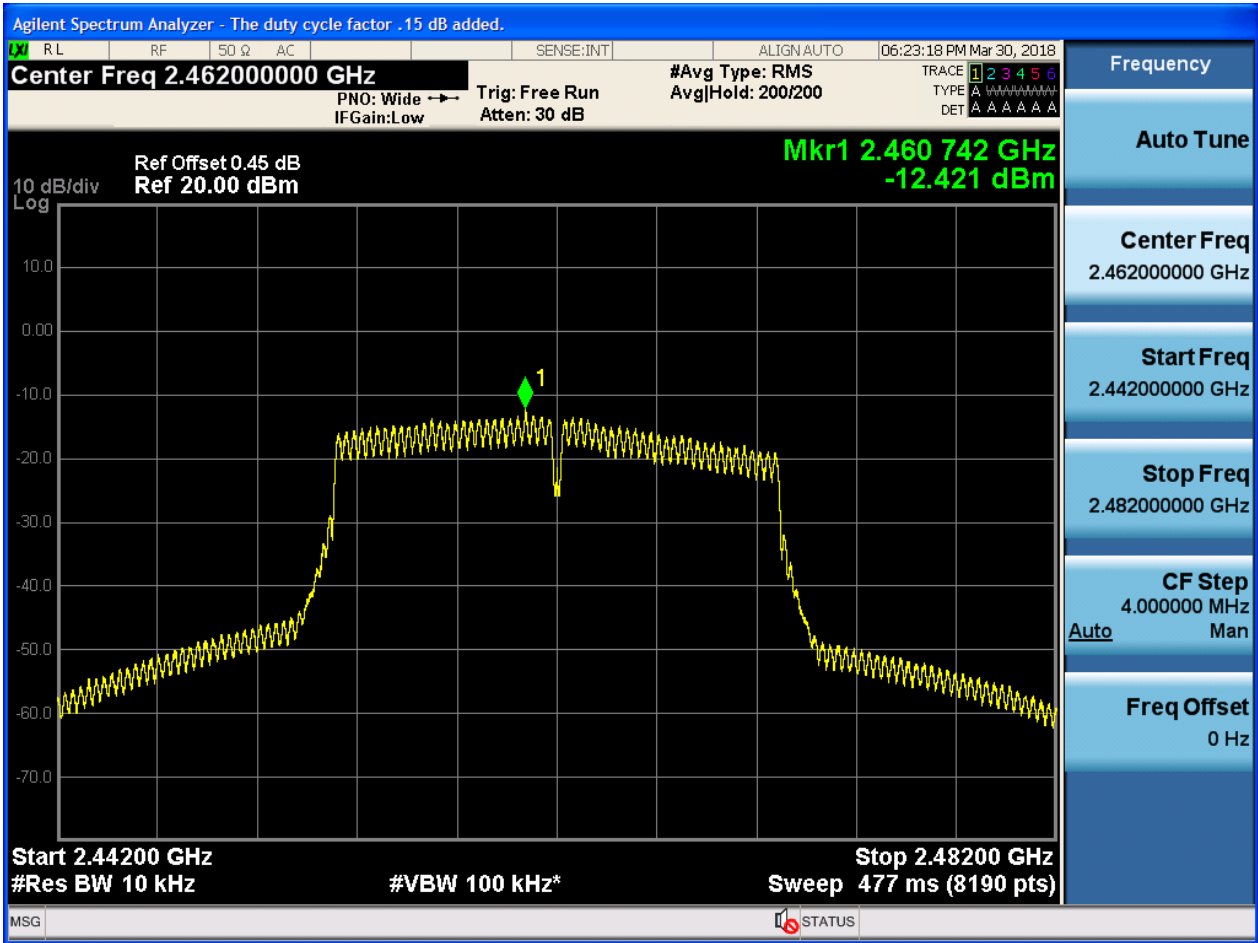 Agilent Spectrum Analyzer - The duty cycle factor .15 dB added.
LXI RL RF 50 Ω AC SENSE:INT ALIGNAUTO 06:23:18 PM Mar 30, 2018
Center Freq 2.462000000 GHz
PNO: Wide
IFGain:Low
Trig: Free Run
Atten: 30 dB
#Avg Type: RMS
Avg|Hold: 200/200
TRACE 1 2 3 4 5 6
TYPE A WWWWW
DET A A A A A A
Mkr1 2.460 742 GHz
-12.421 dBm
Ref Offset 0.45 dB
10 dB/div Ref 20.00 dBm
Log
10.0
0.00
-10.0
-20.0
-30.0
-40.0
-50.0
-60.0
-70.0
1
Start 2.44200 GHz Stop 2.48200 GHz
#Res BW 10 kHz #VBW 100 kHz* Sweep 477 ms (8190 pts)
MSG STATUS
Frequency
Auto Tune
Center Freq
2.462000000 GHz
Start Freq
2.442000000 GHz
Stop Freq
2.482000000 GHz
CF Step
4.000000 MHz
Auto Man
Freq Offset
0 Hz